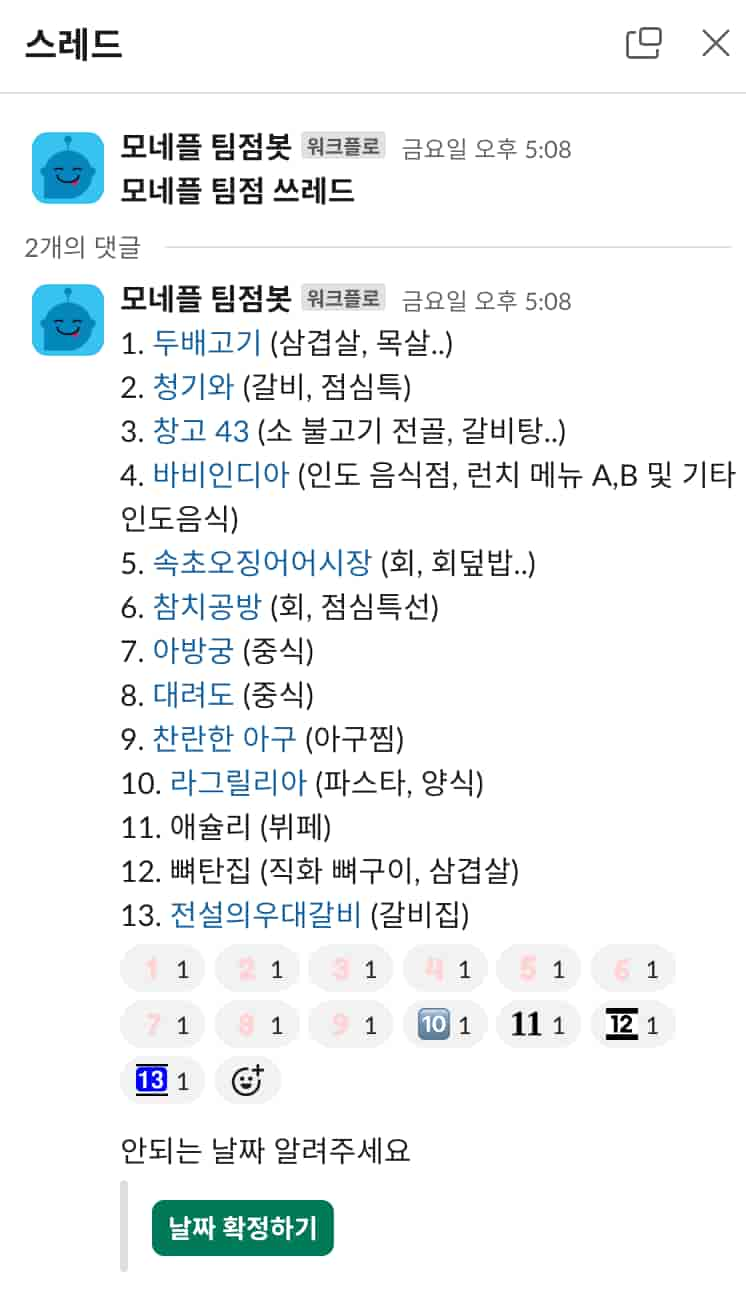 스레드
모네플 팀점봇 워크플로 금요일 오후 5:08
모네플 팀점 쓰레드
2개의 댓글
모네플 팀점봇 워크플로 금요일 오후 5:08
1. 두배고기 (삼겹살, 목살..)
2. 청기와 (갈비, 점심특)
3. 창고 43 (소 불고기 전골, 갈비탕..)
4. 바비인디아 (인도 음식점, 런치 메뉴 A,B 및 기타
인도음식)
5. 속초오징어어시장 (회, 회덮밥..)
6. 참치공방 (회, 점심특선)
7. 아방궁 (중식)
8. 대려도 (중식)
9. 찬란한 아구 (아구찜)
10. 라그릴리아 (파스타, 양식)
11. 애슐리 (뷔페)
12. 뼈탄집 (직화 뼈구이, 삼겹살)
13. 전설의우대갈비 (갈비집)
1 1 2 1 3 1 4 1 5 1 6 1
7 1 8 1 9 1 10 1 11 1 12 1
13 1
안되는 날짜 알려주세요
날짜 확정하기